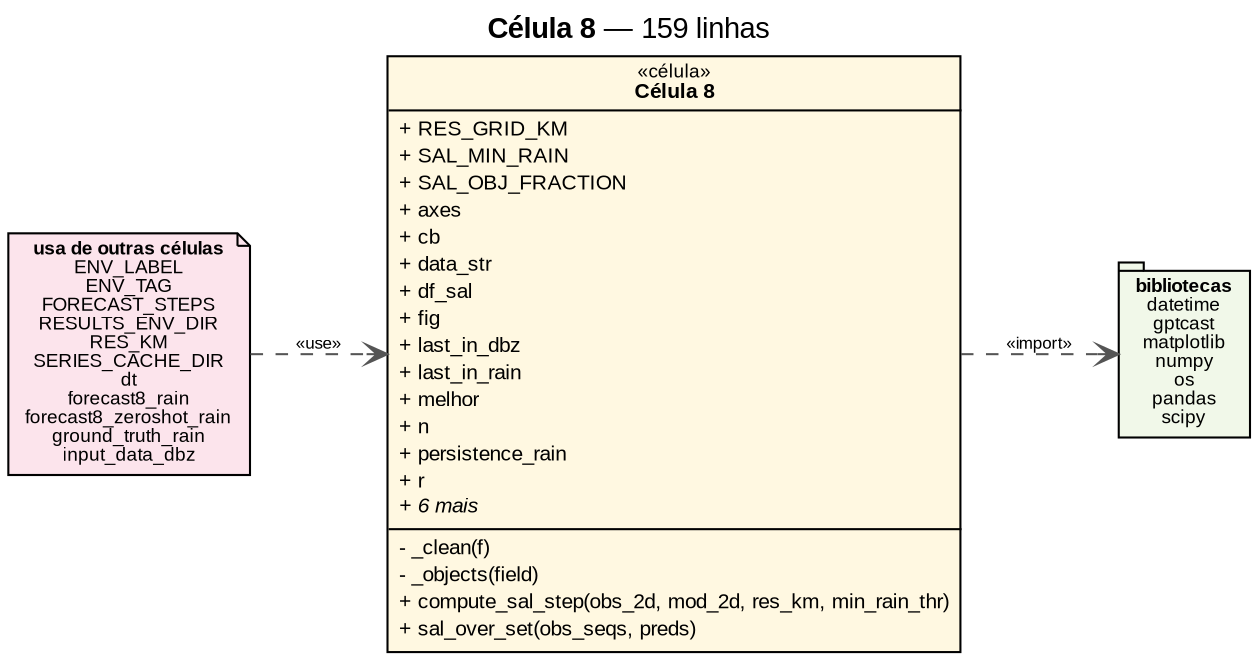 Célula 8 — 159 linhas
«célula»
Célula 8
+ RES_GRID_KM
+ SAL_MIN_RAIN
+ SAL_OBJ_FRACTION
+ axes
+ cb
+ data_str
+ df_sal
+ fig
+ last_in_dbz
+ last_in_rain
+ melhor
+ n
+ persistence_rain
+ r
+ 6 mais
- _clean(f)
- _objects(field)
+ compute_sal_step(obs_2d, mod_2d, res_km, min_rain_thr)
+ sal_over_set(obs_seqs, preds)
usa de outras células
ENV_LABEL
ENV_TAG
FORECAST_STEPS
RESULTS_ENV_DIR
RES_KM
SERIES_CACHE_DIR
dt
forecast8_rain
forecast8_zeroshot_rain
ground_truth_rain
input_data_dbz
«use»
«import»
bibliotecas
datetime
gptcast
matplotlib
numpy
os
pandas
scipy